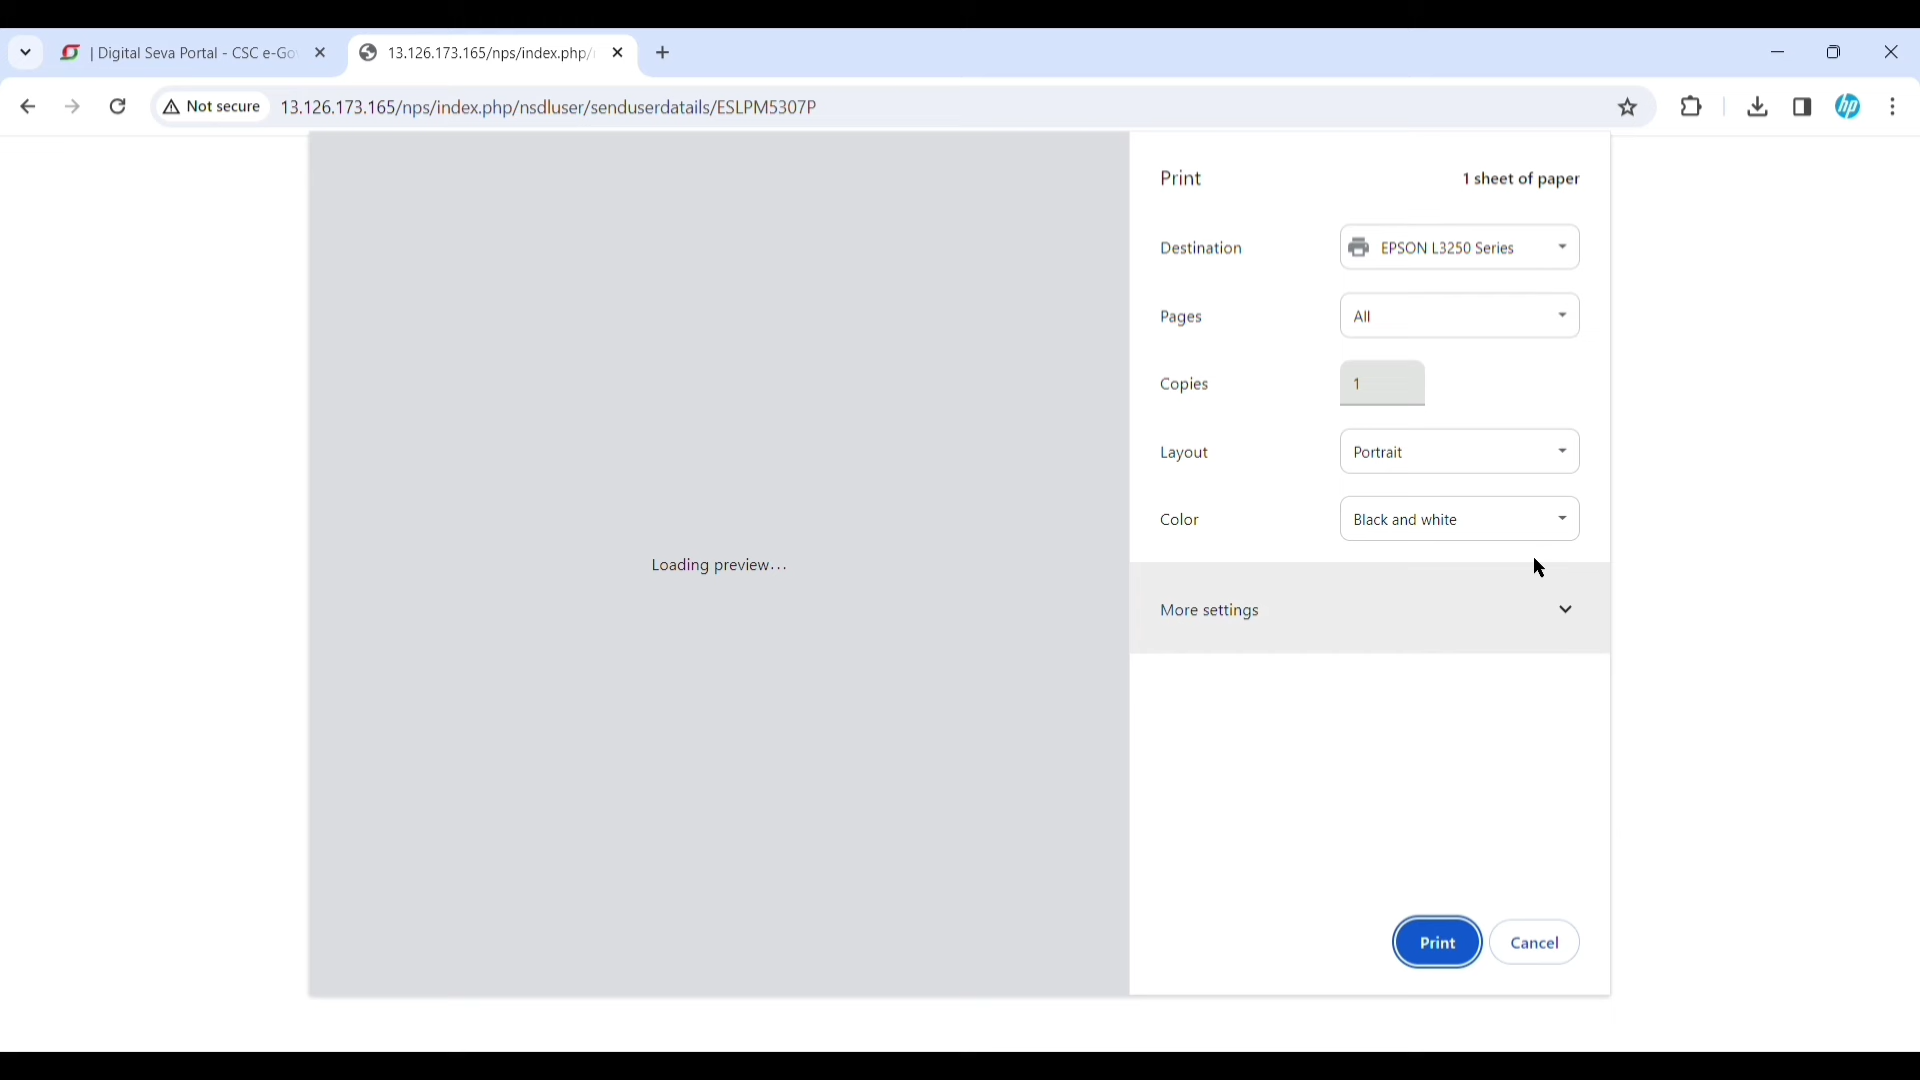 | Digital Seva Portal - CSC e-Go
13.126.173.165/nps/index.php/
Not secure
13.126.173.165/nps/index.php/nsdluser/senduserdatails/ESLPM5307P
hp
Print
1 sheet of paper
Destination
EPSON L3250 Series
Pages
All
Copies
1
Layout
Portrait
Color
Black and white
Loading preview...
More settings
Print
Cancel